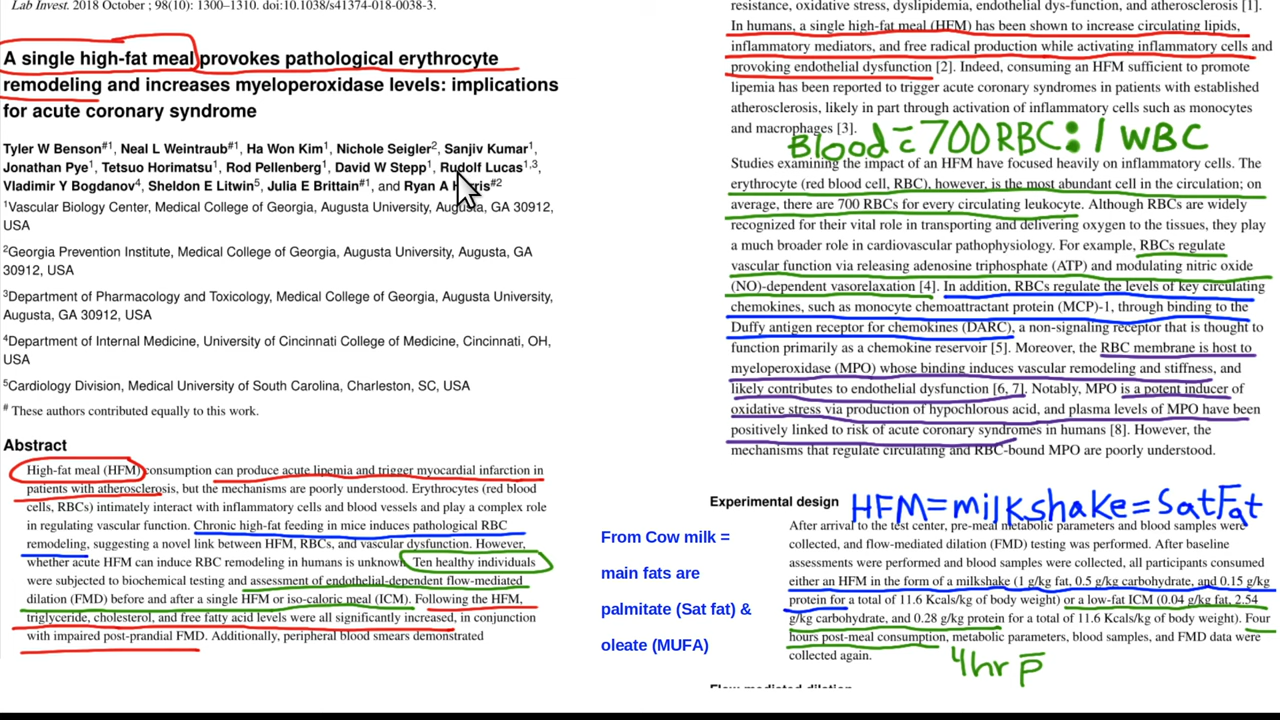 Lab Invest. 2018 October ; 98(10): 1300–1310. doi:10.1038/s41374-018-0038-3.
A single high-fat meal provokes pathological erythrocyte
remodeling and increases myeloperoxidase levels: implications
for acute coronary syndrome
Tyler W Benson#1, Neal L Weintraub#1, Ha Won Kim1, Nichole Seigler2, Sanjiv Kumar1,
Jonathan Pye1, Tetsuo Horimatsu1, Rod Pellenberg1, David W Stepp1, Rudolf Lucas1,3,
Vladimir Y Bogdanov4, Sheldon E Litwin5, Julia E Brittain#1, and Ryan A Harris#2
1Vascular Biology Center, Medical College of Georgia, Augusta University, Augusta, GA 30912,
USA
2Georgia Prevention Institute, Medical College of Georgia, Augusta University, Augusta, GA
30912, USA
3Department of Pharmacology and Toxicology, Medical College of Georgia, Augusta University,
Augusta, GA 30912, USA
4Department of Internal Medicine, University of Cincinnati College of Medicine, Cincinnati, OH,
USA
5Cardiology Division, Medical University of South Carolina, Charleston, SC, USA
# These authors contributed equally to this work.
Abstract
High-fat meal (HFM) consumption can produce acute lipemia and trigger myocardial infarction in
patients with atherosclerosis, but the mechanisms are poorly understood. Erythrocytes (red blood
cells, RBCs) intimately interact with inflammatory cells and blood vessels and play a complex role
in regulating vascular function. Chronic high-fat feeding in mice induces pathological RBC
remodeling, suggesting a novel link between HFM, RBCs, and vascular dysfunction. However,
whether acute HFM can induce RBC remodeling in humans is unknown. Ten healthy individuals
were subjected to biochemical testing and assessment of endothelial-dependent flow-mediated
dilation (FMD) before and after a single HFM or iso-caloric meal (ICM). Following the HFM,
triglyceride, cholesterol, and free fatty acid levels were all significantly increased, in conjunction
with impaired post-prandial FMD. Additionally, peripheral blood smears demonstrated
resistance, oxidative stress, dyslipidemia, endothelial dys-function, and atherosclerosis [1].
In humans, a single high-fat meal (HFM) has been shown to increase circulating lipids,
inflammatory mediators, and free radical production while activating inflammatory cells and
provoking endothelial dysfunction [2]. Indeed, consuming an HFM sufficient to promote
lipemia has been reported to trigger acute coronary syndromes in patients with established
atherosclerosis, likely in part through activation of inflammatory cells such as monocytes
and macrophages [3].
Blood = 700 RBC : 1 WBC
Studies examining the impact of an HFM have focused heavily on inflammatory cells. The
erythrocyte (red blood cell, RBC), however, is the most abundant cell in the circulation; on
average, there are 700 RBCs for every circulating leukocyte. Although RBCs are widely
recognized for their vital role in transporting and delivering oxygen to the tissues, they play
a much broader role in cardiovascular pathophysiology. For example, RBCs regulate
vascular function via releasing adenosine triphosphate (ATP) and modulating nitric oxide
(NO)-dependent vasorelaxation [4]. In addition, RBCs regulate the levels of key circulating
chemokines, such as monocyte chemoattractant protein (MCP)-1, through binding to the
Duffy antigen receptor for chemokines (DARC), a non-signaling receptor that is thought to
function primarily as a chemokine reservoir [5]. Moreover, the RBC membrane is host to
myeloperoxidase (MPO) whose binding induces vascular remodeling and stiffness, and
likely contributes to endothelial dysfunction [6, 7]. Notably, MPO is a potent inducer of
oxidative stress via production of hypochlorous acid, and plasma levels of MPO have been
positively linked to risk of acute coronary syndromes in humans [8]. However, the
mechanisms that regulate circulating and RBC-bound MPO are poorly understood.
Experimental design
HFM=milkshake=SatFat
After arrival to the test center, pre-meal metabolic parameters and blood samples were
collected, and flow-mediated dilation (FMD) testing was performed. After baseline
assessments were performed and blood samples were collected, all participants consumed
either an HFM in the form of a milkshake (1 g/kg fat, 0.5 g/kg carbohydrate, and 0.15 g/kg
protein for a total of 11.6 Kcals/kg of body weight) or a low-fat ICM (0.04 g/kg fat, 2.54
g/kg carbohydrate, and 0.28 g/kg protein for a total of 11.6 Kcals/kg of body weight). Four
hours post-meal consumption, metabolic parameters, blood samples, and FMD data were
collected again.
4hr p̅
From Cow milk =
main fats are
palmitate (Sat fat) &
oleate (MUFA)